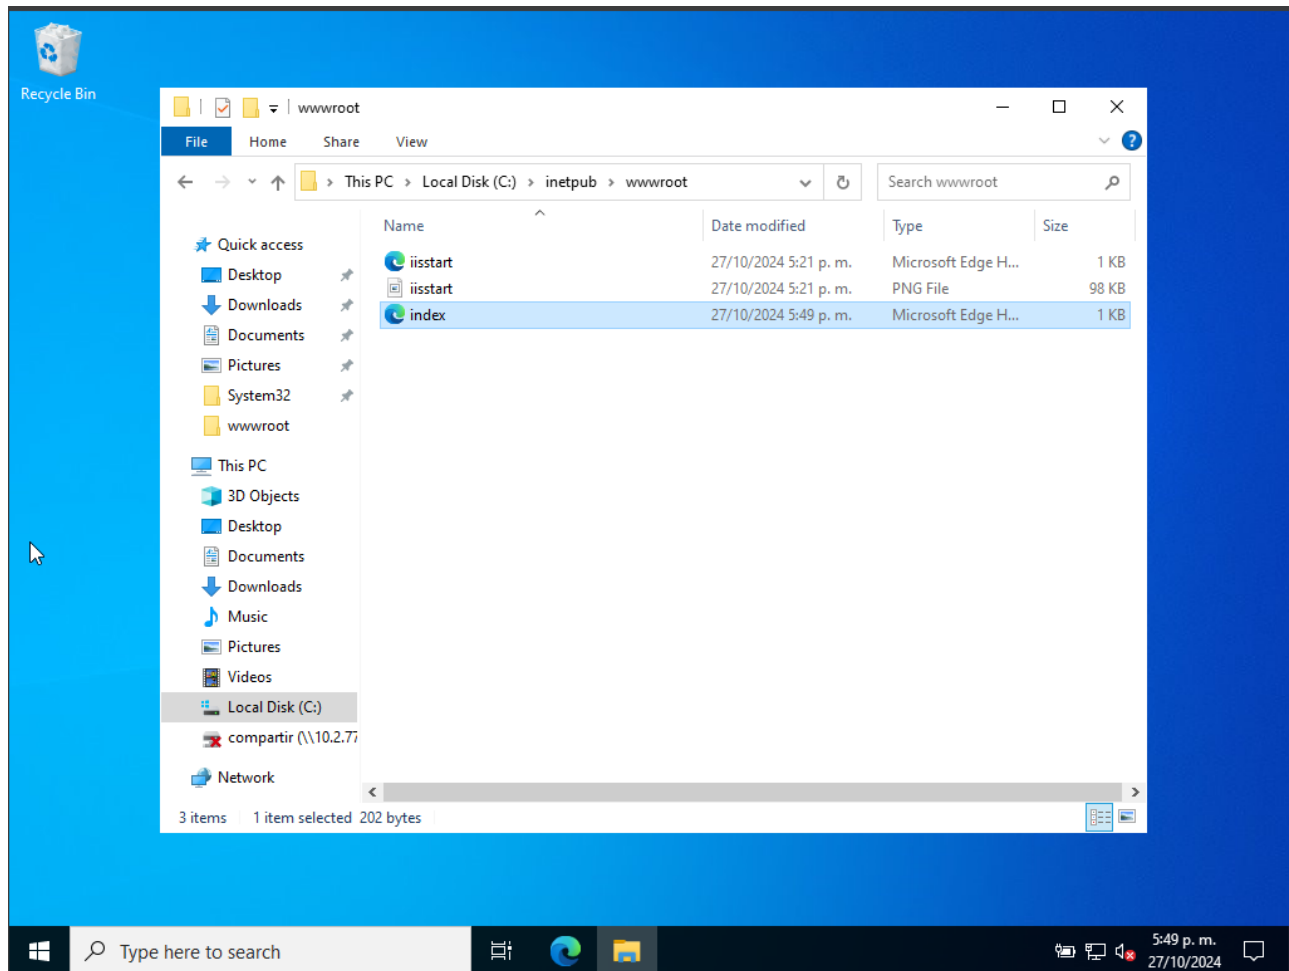 Recycle Bin
wwwroot
File Home Share View
This PC > Local Disk (C:) > inetpub > wwwroot
Search wwwroot
Name Date modified Type Size
Quick access
Desktop
Downloads
Documents
Pictures
System32
wwwroot
This PC
3D Objects
Desktop
Documents
Downloads
Music
Pictures
Videos
Local Disk (C:)
compartir (\\10.2.77
Network
iisstart 27/10/2024 5:21 p. m. Microsoft Edge H... 1 KB
iisstart 27/10/2024 5:21 p. m. PNG File 98 KB
index 27/10/2024 5:49 p. m. Microsoft Edge H... 1 KB
3 items 1 item selected 202 bytes
Type here to search
5:49 p. m.
27/10/2024